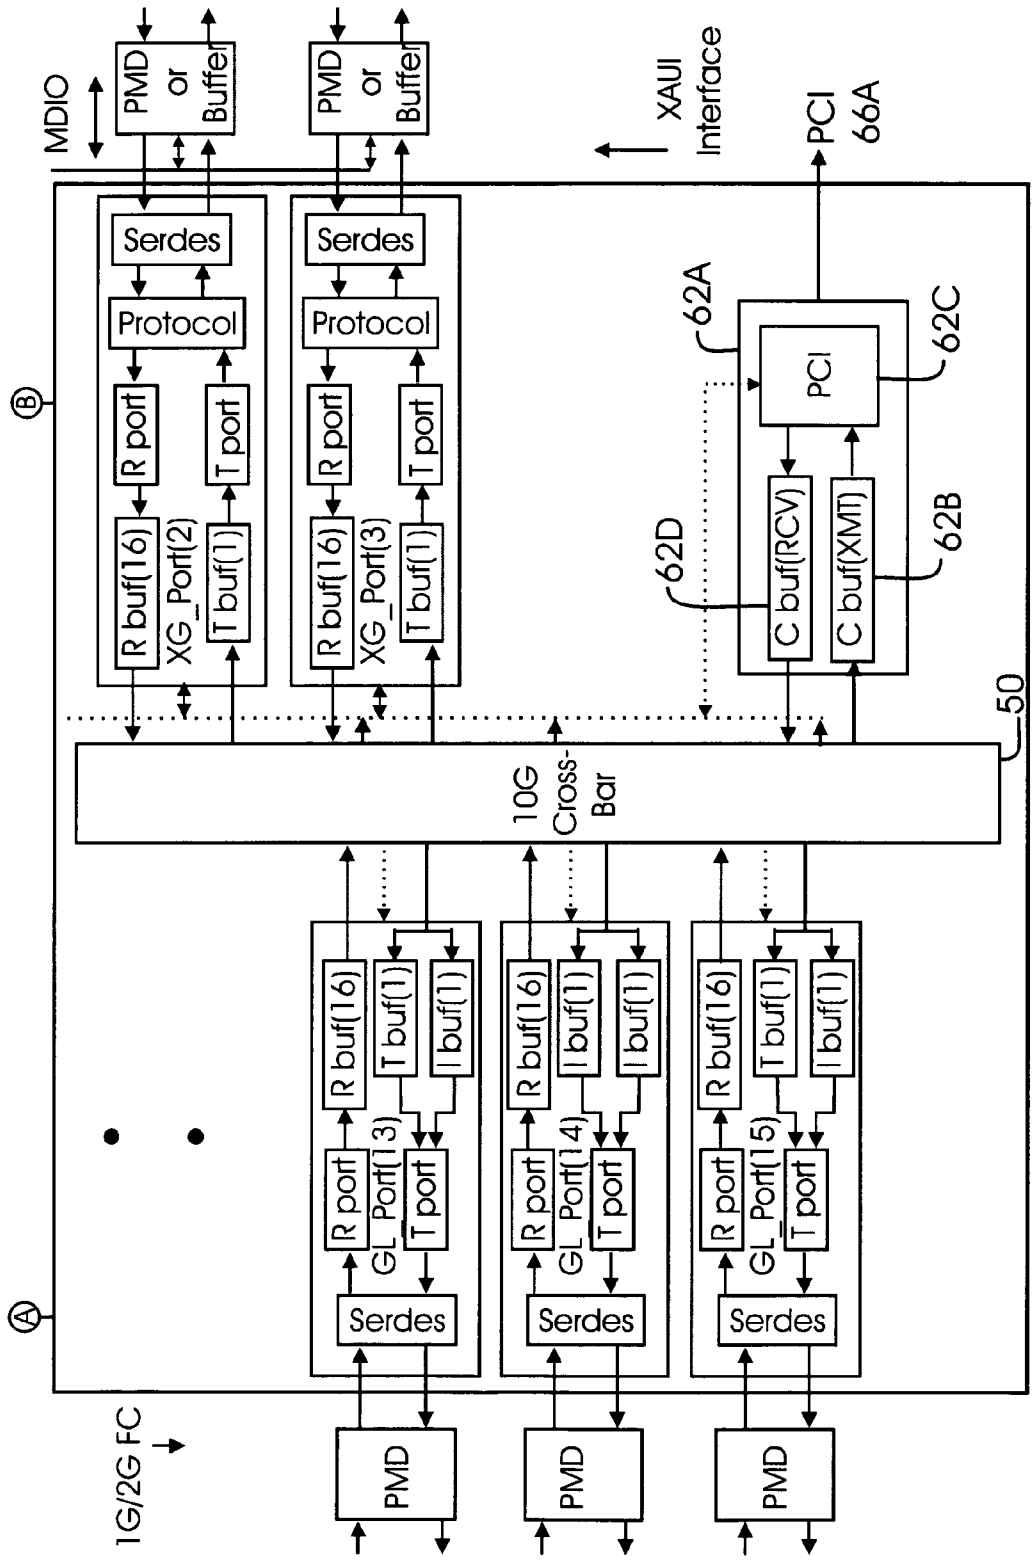 1G/2G FC
A
B
MDIO
PMD
PMD
PMD
Serdes
R port
GL_Port(13)
T port
R buf(16)
T buf(1)
I buf(1)
Serdes
R port
GL_Port(14)
T port
R buf(16)
I buf(1)
I buf(1)
Serdes
R port
GL_Port(15)
T port
R buf(16)
T buf(1)
I buf(1)
10G
Cross-
Bar
50
R buf(16)
XG_Port(2)
T buf(1)
R port
T port
Protocol
Serdes
PMD
or
Buffer
R buf(16)
XG_Port(3)
T buf(1)
R port
T port
Protocol
Serdes
PMD
or
Buffer
XAUI
Interface
62D
62A
C buf(RCV)
C buf(XMT)
PCI
62B
62C
PCI
66A